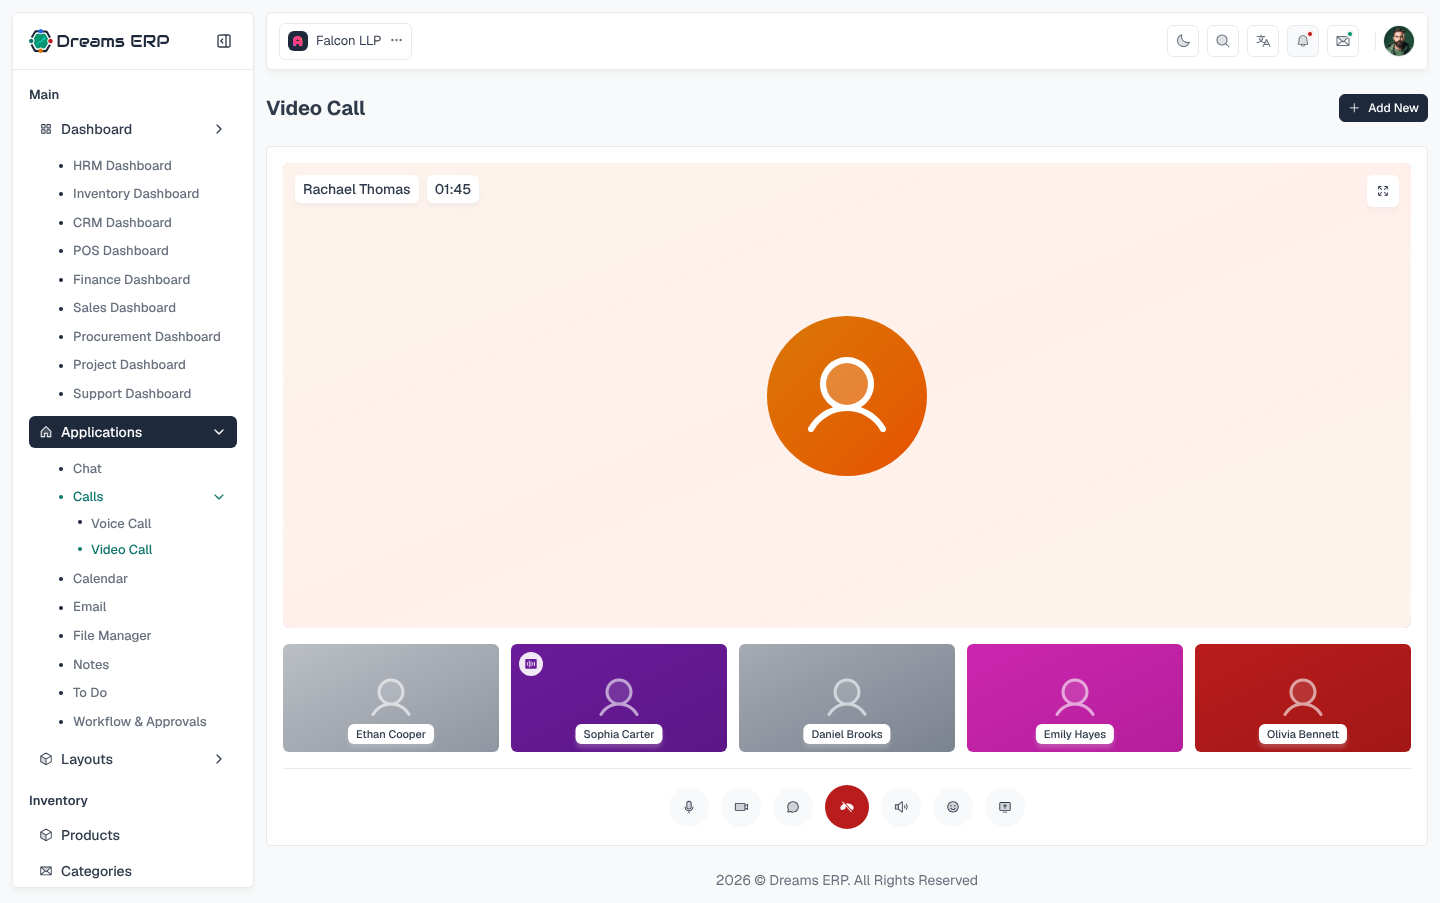 Dreams ERP
Main
Dashboard
HRM Dashboard
Inventory Dashboard
CRM Dashboard
POS Dashboard
Finance Dashboard
Sales Dashboard
Procurement Dashboard
Project Dashboard
Support Dashboard
Applications
Chat
Calls
Voice Call
Video Call
Calendar
Email
File Manager
Notes
To Do
Workflow & Approvals
Layouts
Inventory
Products
Categories
Falcon LLP
Video Call
Add New
Rachael Thomas
01:45
Ethan Cooper
Sophia Carter
Daniel Brooks
Emily Hayes
Olivia Bennett
2026 © Dreams ERP. All Rights Reserved